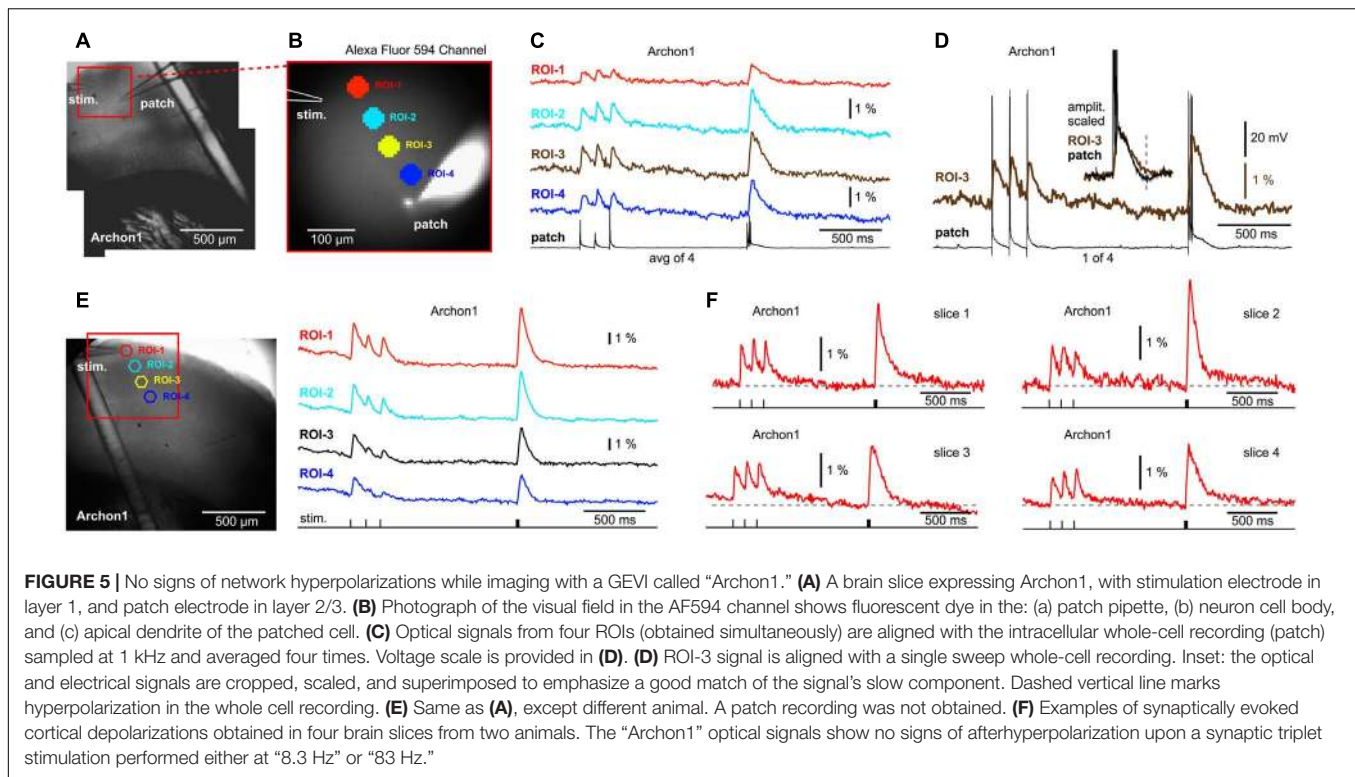 A
stim.
patch
Archon1
500 µm
B
Alexa Fluor 594 Channel
stim.
ROI-1
ROI-2
ROI-3
ROI-4
patch
100 µm
C
Archon1
ROI-1
1 %
ROI-2
ROI-3
1 %
ROI-4
patch
500 ms
avg of 4
D
Archon1
amplit.
scaled
ROI-3
patch
20 mV
1 %
ROI-3
patch
500 ms
1 of 4
E
ROI-1
ROI-2
ROI-3
ROI-4
stim.
Archon1
500 µm
Archon1
ROI-1
1 %
ROI-2
ROI-3
1 %
ROI-4
500 ms
stim.
F
Archon1
slice 1
1 %
500 ms
Archon1
slice 2
1 %
500 ms
Archon1
slice 3
1 %
500 ms
Archon1
slice 4
1 %
500 ms
FIGURE 5 | No signs of network hyperpolarizations while imaging with a GEVI called “Archon1.” (A) A brain slice expressing Archon1, with stimulation electrode in
layer 1, and patch electrode in layer 2/3. (B) Photograph of the visual field in the AF594 channel shows fluorescent dye in the: (a) patch pipette, (b) neuron cell body,
and (c) apical dendrite of the patched cell. (C) Optical signals from four ROIs (obtained simultaneously) are aligned with the intracellular whole-cell recording (patch)
sampled at 1 kHz and averaged four times. Voltage scale is provided in (D). (D) ROI-3 signal is aligned with a single sweep whole-cell recording. Inset: the optical
and electrical signals are cropped, scaled, and superimposed to emphasize a good match of the signal’s slow component. Dashed vertical line marks
hyperpolarization in the whole cell recording. (E) Same as (A), except different animal. A patch recording was not obtained. (F) Examples of synaptically evoked
cortical depolarizations obtained in four brain slices from two animals. The “Archon1” optical signals show no signs of afterhyperpolarization upon a synaptic triplet
stimulation performed either at “8.3 Hz” or “83 Hz.”